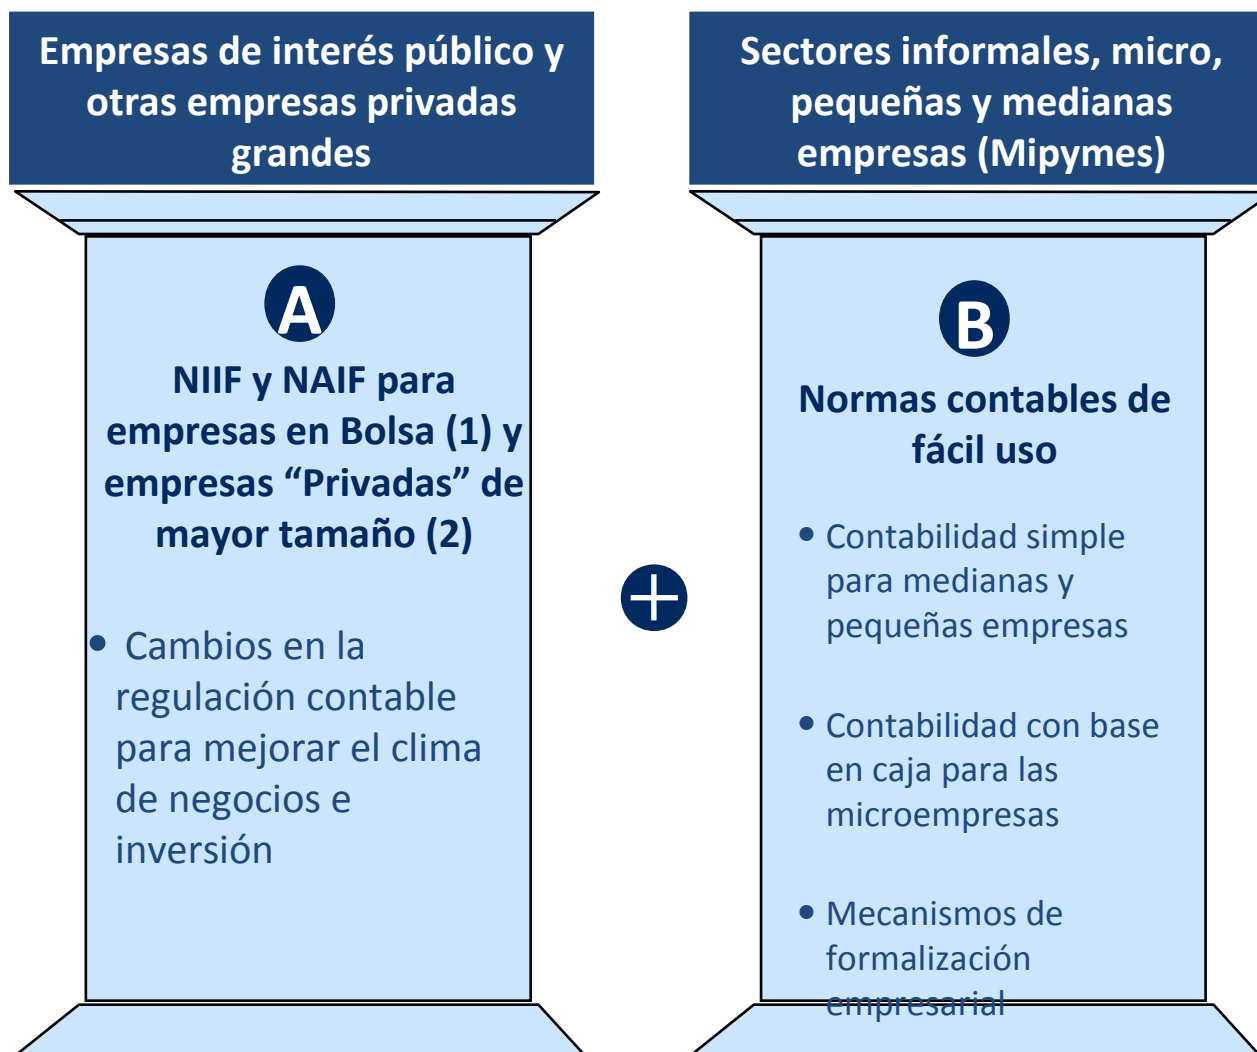 Empresas de interés público y
otras empresas privadas
grandes
A
NIIF y NAIF para
empresas en Bolsa (1) y
empresas “Privadas” de
mayor tamaño (2)
• Cambios en la
regulación contable
para mejorar el clima
de negocios e
inversión
+
Sectores informales, micro,
pequeñas y medianas
empresas (Mipymes)
B
Normas contables de
fácil uso
• Contabilidad simple
para medianas y
pequeñas empresas
• Contabilidad con base
en caja para las
microempresas
• Mecanismos de
formalización
empresarial